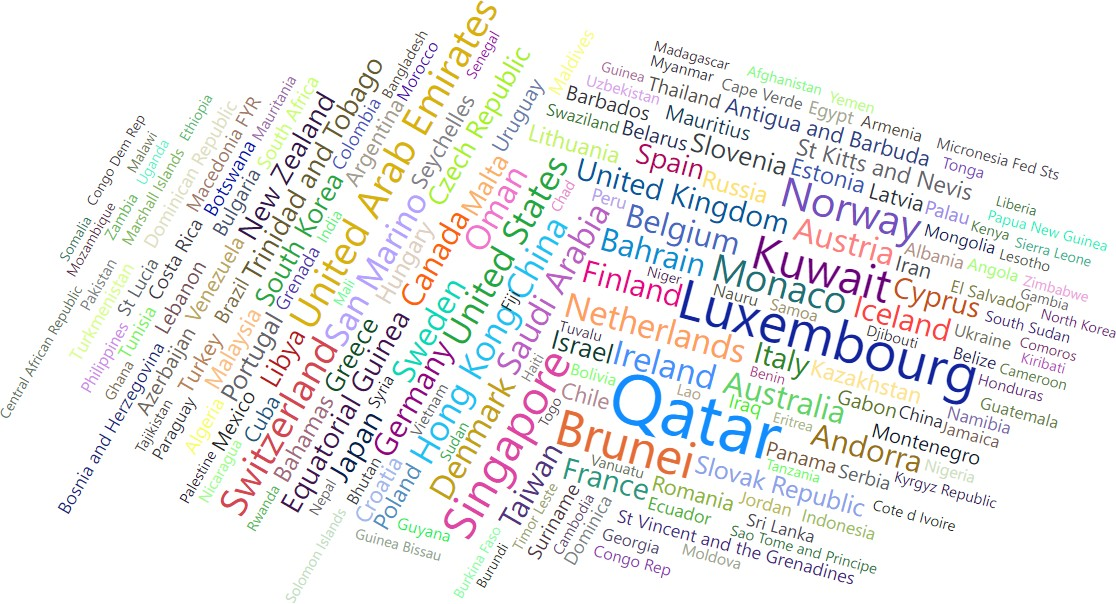 Madagascar
Myanmar
Afghanistan
Guinea
Uzbekistan
Thailand
Cape Verde
Egypt
Yemen
Barbados
Mauritius
Antigua and Barbuda
Armenia
Swaziland
Belarus
Slovenia
St Kitts and Nevis
Micronesia Fed Sts
Tonga
Lithuania
Spain
Russia
Estonia
Latvia
Palau
Liberia
Papua New Guinea
United Kingdom
Norway
Mongolia
Kenya
Sierra Leone
Peru
Belgium
Austria
Albania
Angola
Lesotho
Zimbabwe
Bahrain
Kuwait
Iran
El Salvador
Gambia
North Korea
Finland
Niger
Monaco
Nauru
Samoa
Cyprus
South Sudan
Comoros
Netherlands
Luxembourg
Iceland
Ukraine
Kiribati
Tuvalu
Djibouti
Belize
Cameroon
Israel
Ireland
Italy
Kazakhstan
Honduras
Bolivia
Benin
Guatemala
Chile
Lao
Australia
Gabon
China
Namibia
Jamaica
Qatar
Iraq
Eritrea
Andorra
Montenegro
Brunei
Panama
Nigeria
Tanzania
Serbia
Kyrgyz Republic
Vanuatu
Slovak Republic
Cote d Ivoire
France
Romania
Jordan
Indonesia
Ecuador
Sri Lanka
Sao Tome and Principe
St Vincent and the Grenadines
Georgia
Moldova
Congo Rep
United Arab Emirates
Senegal
Maldives
Bangladesh
Morocco
Czech Republic
Uruguay
Seychelles
Colombia
Argentina
Trinidad and Tobago
New Zealand
South Africa
Mauritania
Ethiopia
Macedonia FYR
Dominican Republic
Botswana
Bulgaria
Congo Dem Rep
Malawi
Uganda
Marshall Islands
Zambia
Mozambique
Somalia
Costa Rica
South Korea
India
Grenada
Mali
San Marino
Hungary
Canada
Malta
Oman
Chad
United States
China
Saudi Arabia
Fiji
Sweden
Hong Kong
Germany
Greece
Equatorial Guinea
Syria
Japan
Libya
Switzerland
Bahamas
Portugal
Malaysia
Brazil
Venezuela
Lebanon
Azerbaijan
Turkey
St Lucia
Tunisia
Ghana
Philippines
Turkmenistan
Pakistan
Central African Republic
Bosnia and Herzegovina
Tajikistan
Paraguay
Algeria
Cuba
Palestine
Mexico
Nicaragua
Rwanda
Nepal
Bhutan
Vietnam
Sudan
Croatia
Poland
Solomon Islands
Guyana
Guinea Bissau
Denmark
Singapore
Haiti
Togo
Taiwan
Burkina Faso
Burundi
Timor Leste
Suriname
Cambodia
Dominica